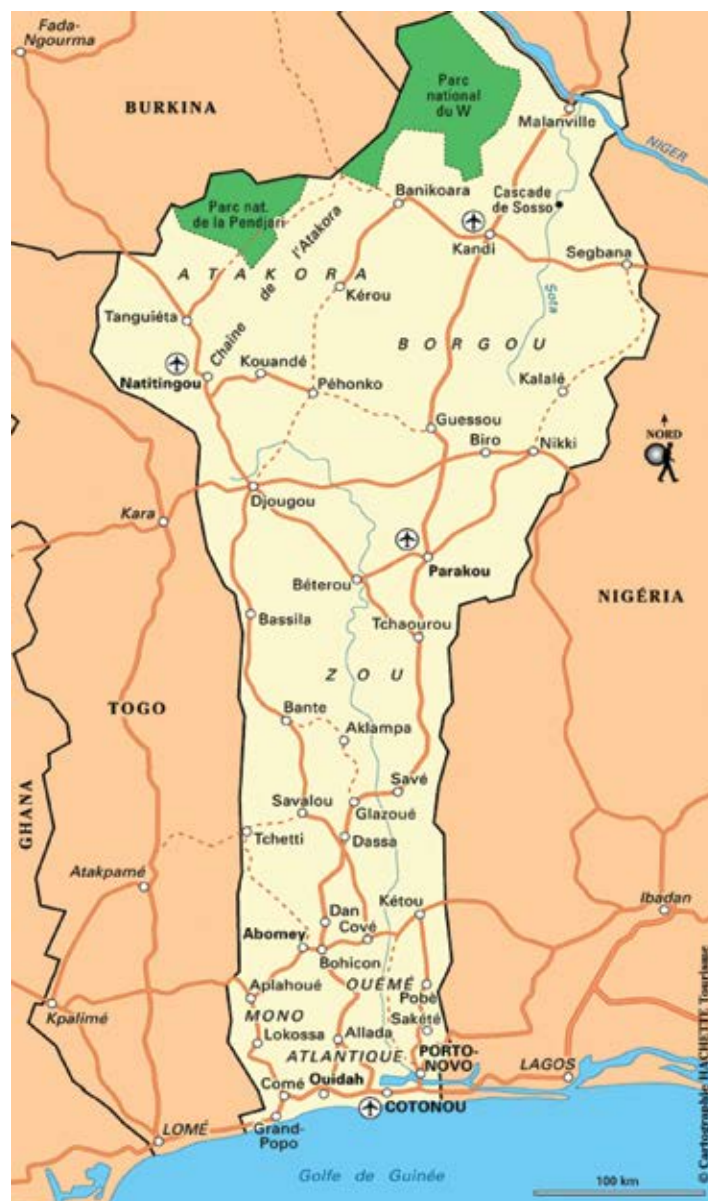 Fada-
Ngourma
BURKINA
Parc
national
du W
Malanville
NIGER
Parc nat.
de la Pendjari
Banikoara
Cascade
de Sosso
Kandi
Segbana
ATAKORA
Chaîne de l'Atakora
Kérou
Sota
Tanguiéta
BORGOU
Kouandé
Natitingou
Péhonko
Kalalé
Guessou
NORD
Biro
Nikki
Djougou
Kara
Béterou
Parakou
NIGÉRIA
Bassila
Tchaourou
ZOU
TOGO
Bante
Aklampa
GHANA
Savé
Savalou
Glazoué
Tchetti
Dassa
Atakpamé
Ibadan
Kétou
Dan
Abomey
Cové
Bohicon
Aplahoué
OUÉMÉ
Pobè
Kpalimé
MONO
Sakété
Lokossa
Allada
ATLANTIQUE
PORTO-
NOVO
LAGOS
Comé
Ouidah
COTONOU
LOMÉ
Grand-
Popo
Golfe de Guinée
100 km
© Cartographie HACHETTE Tourisme